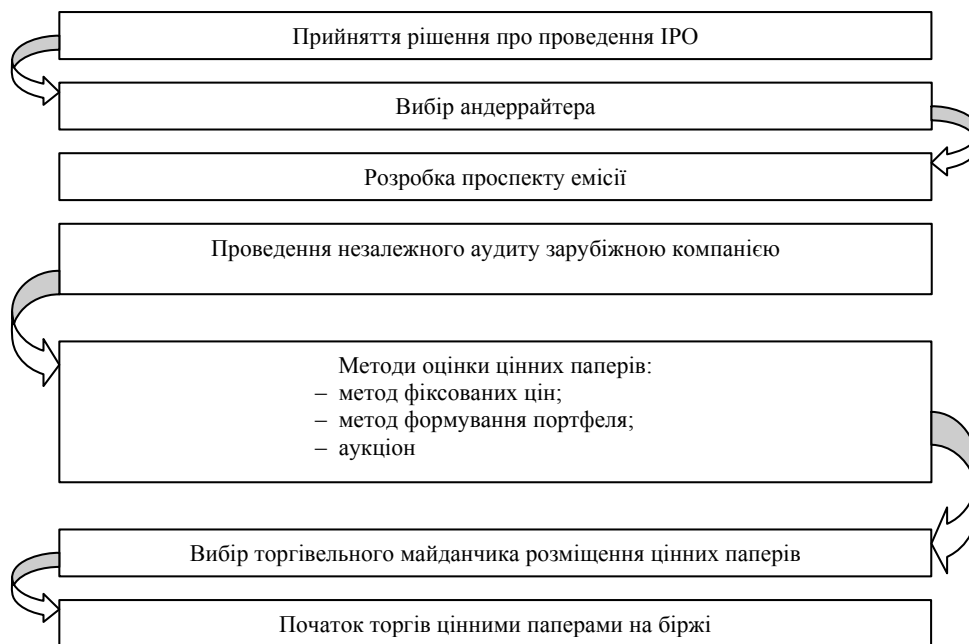 Прийняття рішення про проведення IPO
Вибір андеррайтера
Розробка проспекту емісії
Проведення незалежного аудиту зарубіжною компанією
Методи оцінки цінних паперів:
– метод фіксованих цін;
– метод формування портфеля;
– аукціон
Вибір торгівельного майданчика розміщення цінних паперів
Початок торгів цінними паперами на біржі